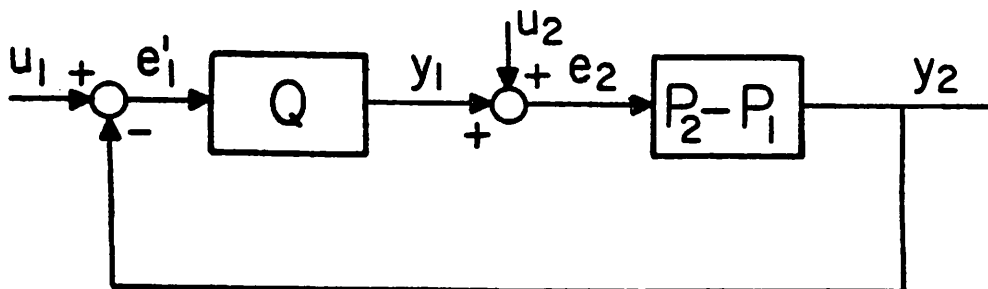 u₁ + e'₁ Q y₁ u₂ + e₂ P₂ − P₁ y₂
− +